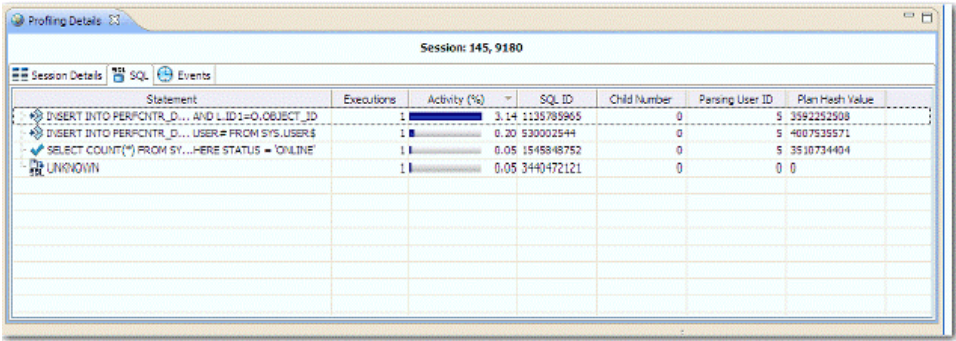 Profiling Details
Session: 145, 9180
Session Details SQL Events
Statement Executions Activity (%) SQL ID Child Number Parsing User ID Plan Hash Value
INSERT INTO PERFCNTR_D... AND L.ID1=O.OBJECT_ID 1 3.14 1135785965 0 5 3592252508
INSERT INTO PERFCNTR_D... USER# FROM SYS.USER$ 1 0.20 530002544 0 5 4007535571
SELECT COUNT(*) FROM SY...HERE STATUS = 'ONLINE' 1 0.05 1545848752 0 5 3510734404
UNKNOWN 1 0.05 3440472121 0 0 0